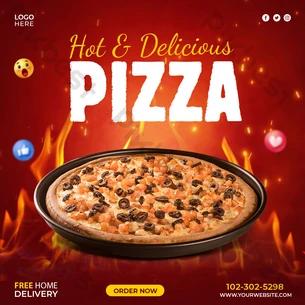 LOGO
HERE
Hot & Delicious
PIZZA
FREE HOME
DELIVERY
ORDER NOW
102-302-5298
WWW.YOURWEBSITE.COM